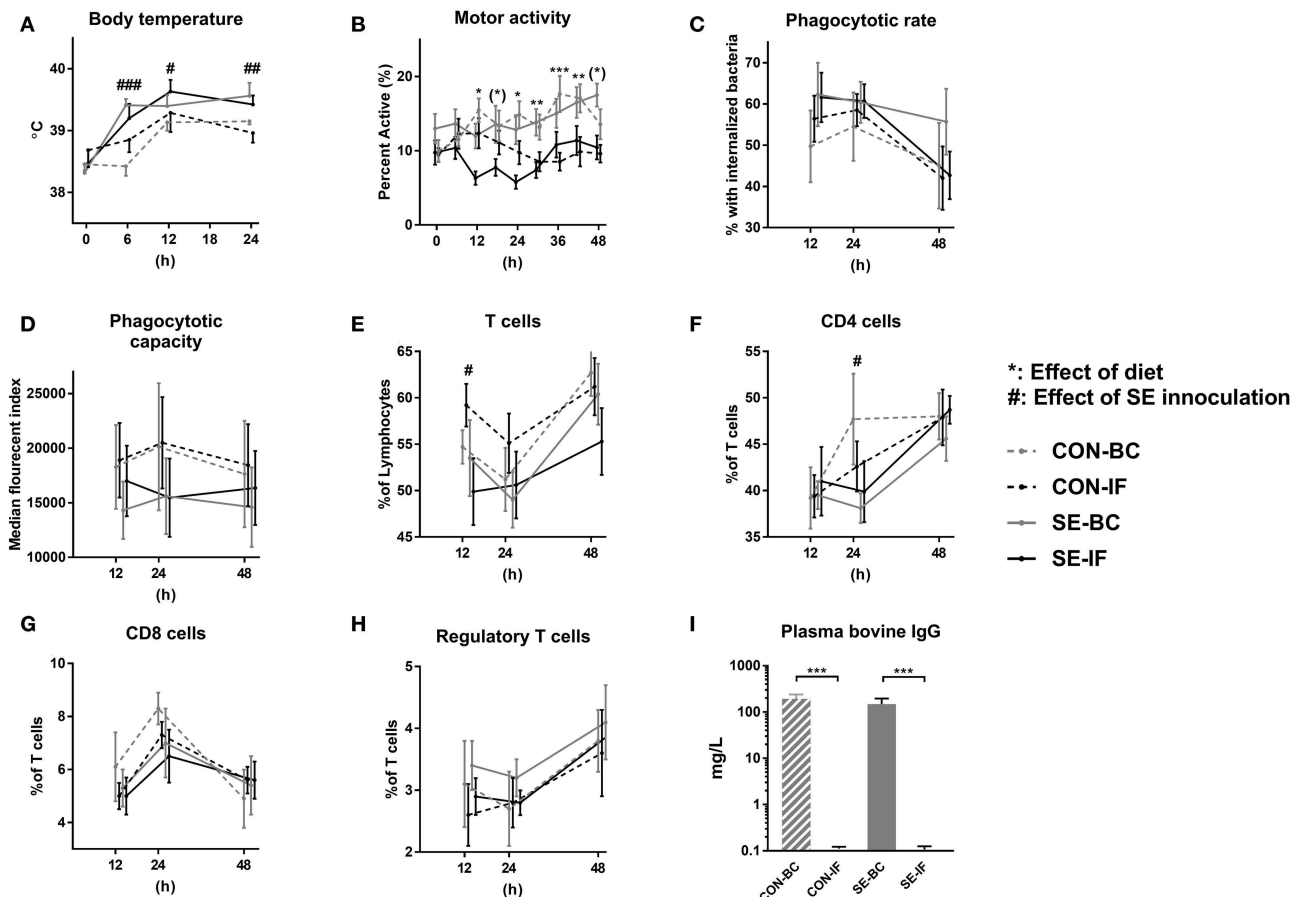 A
Body temperature
###
#
##
°C
40
39
38
0
6
12
18
24
(h)
B
Motor activity
*
(*)
*
**
***
**
(*)
Percent Active (%)
20
10
0
0
12
24
36
48
(h)
C
Phagocytotic rate
% with internalized bacteria
70
60
50
40
30
12
24
48
(h)
D
Phagocytotic
capacity
Median flourecent index
25000
20000
15000
10000
12
24
48
(h)
E
T cells
#
%of Lymphocytes
65
60
55
50
45
12
24
48
(h)
F
CD4 cells
#
%of T cells
55
50
45
40
35
12
24
48
(h)
*: Effect of diet
#: Effect of SE innoculation
CON-BC
CON-IF
SE-BC
SE-IF
G
CD8 cells
%of T cells
10
8
6
4
12
24
48
(h)
H
Regulatory T cells
%of T cells
5
4
3
2
12
24
48
(h)
I
Plasma bovine IgG
***
***
mg/L
1000
100
10
1
0.1
CON-BC
CON-IF
SE-BC
SE-IF